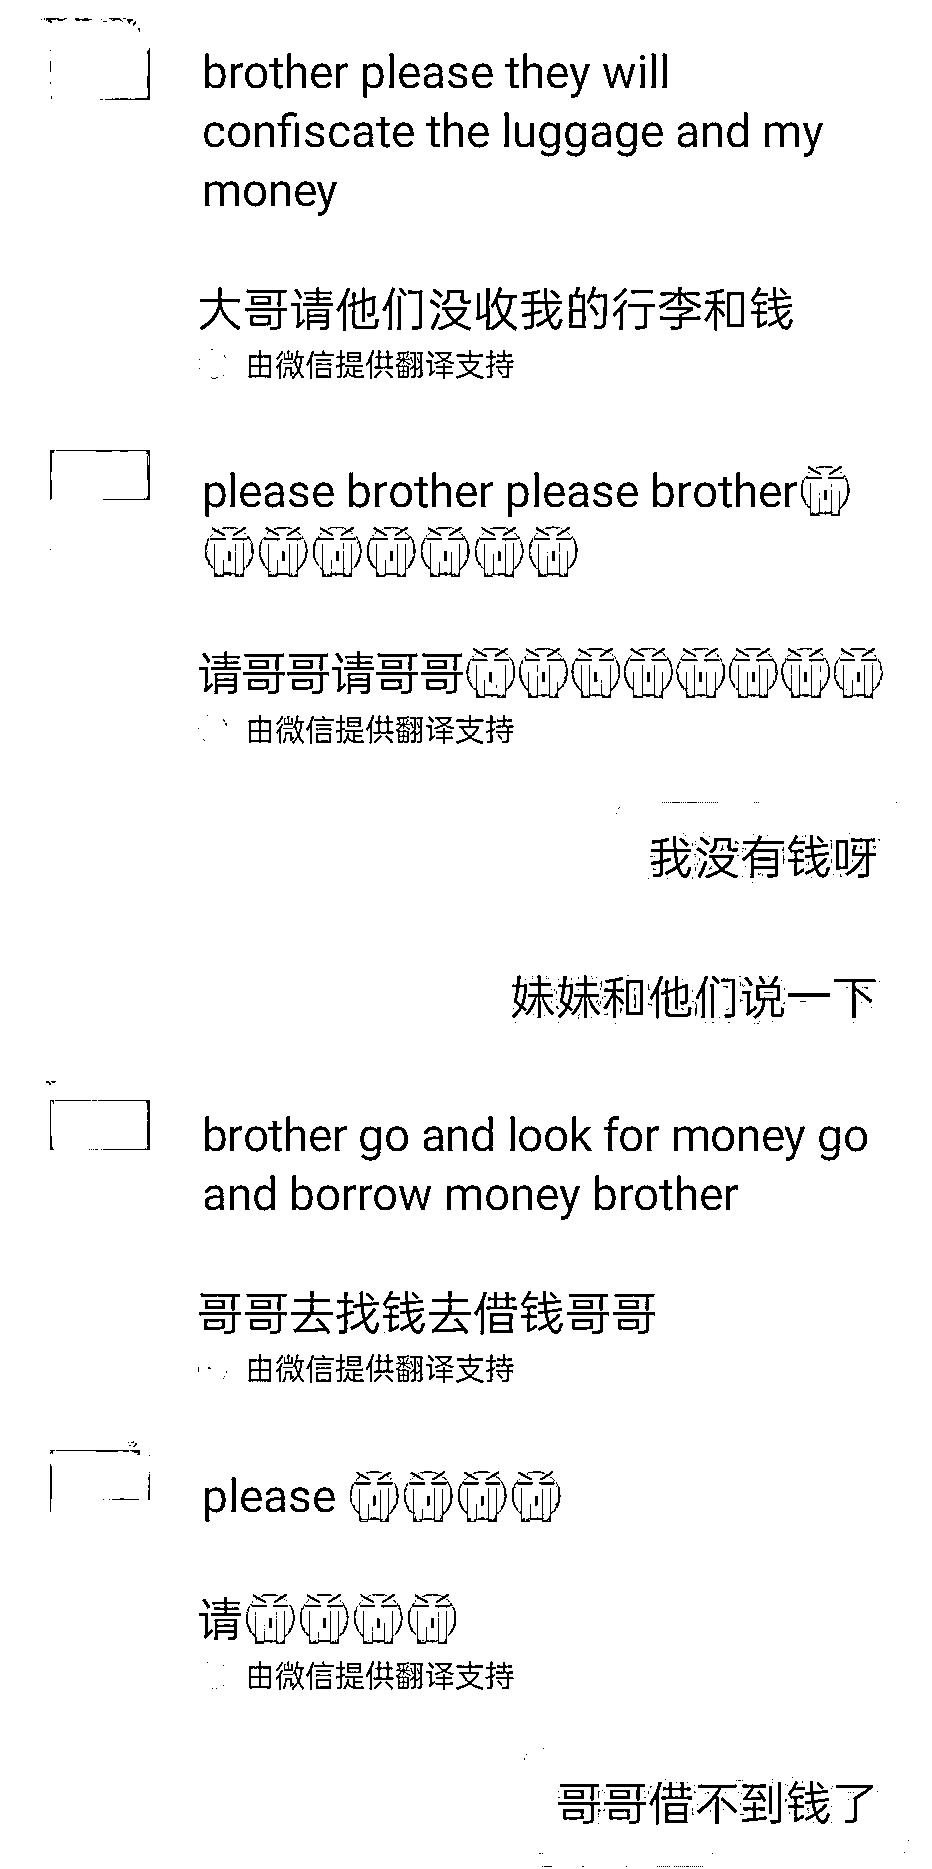 brother please they will
confiscate the luggage and my
money
大哥请他们没收我的行李和钱
由微信提供翻译支持
please brother please brother😭
😭😭😭😭😭😭😭
请哥哥请哥哥😭😭😭😭😭😭😭😭
由微信提供翻译支持
我没有钱呀
妹妹和他们说一下
brother go and look for money go
and borrow money brother
哥哥去找钱去借钱哥哥
由微信提供翻译支持
please 😭😭😭😭
请😭😭😭😭
由微信提供翻译支持
哥哥借不到钱了